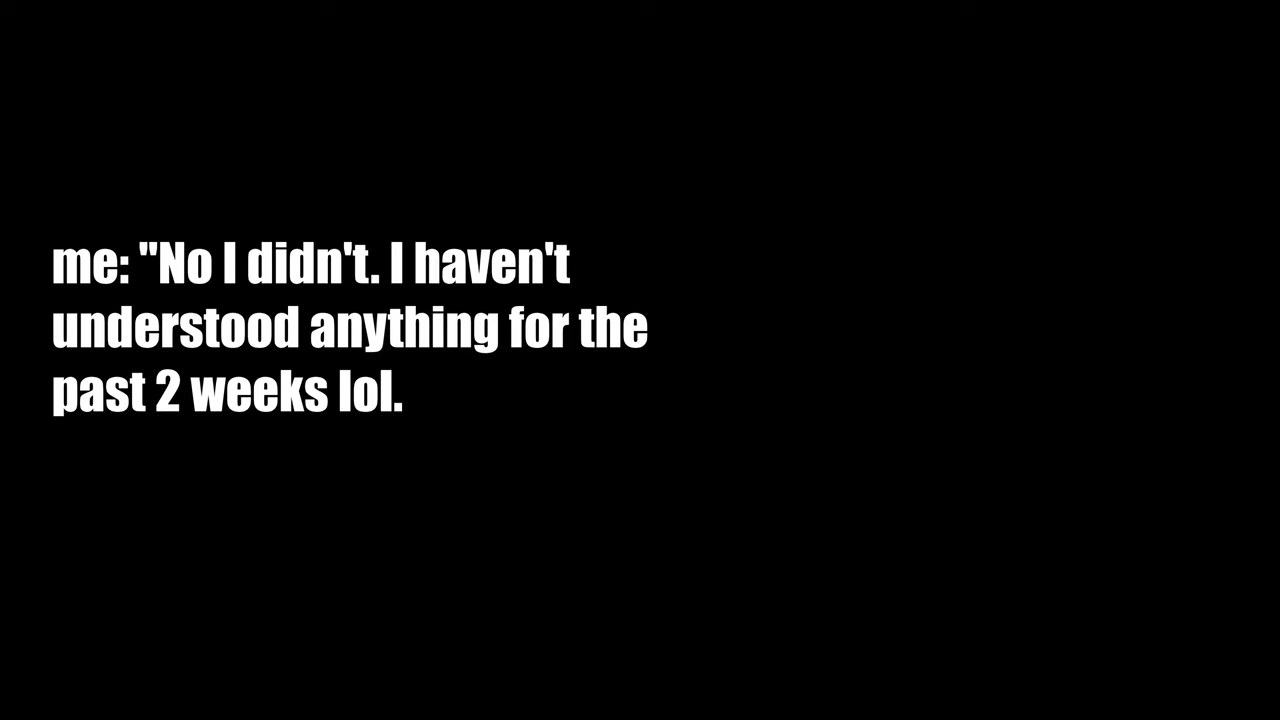 me: "No I didn't. I haven't
understood anything for the
past 2 weeks lol.